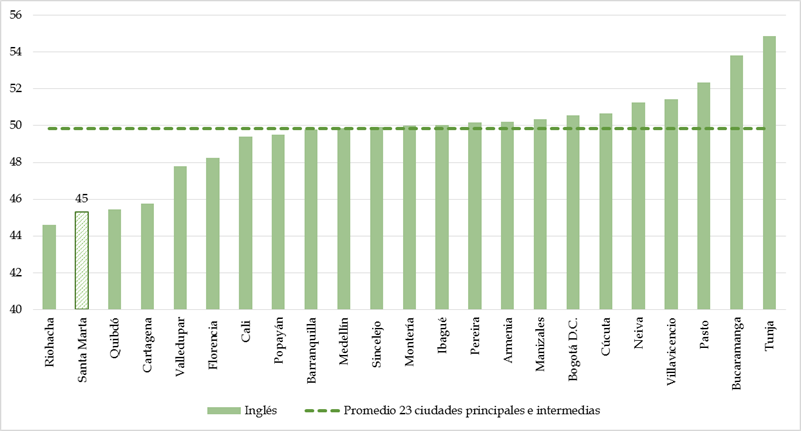 56
54
52
50
48
46
44
42
40
45
Riohacha
Santa Marta
Quibdó
Cartagena
Valledupar
Florencia
Cali
Popayán
Barranquilla
Medellín
Sincelejo
Montería
Ibagué
Pereira
Armenia
Manizales
Bogotá D.C.
Cúcuta
Neiva
Villavicencio
Pasto
Bucaramanga
Tunja
Inglés
Promedio 23 ciudades principales e intermedias